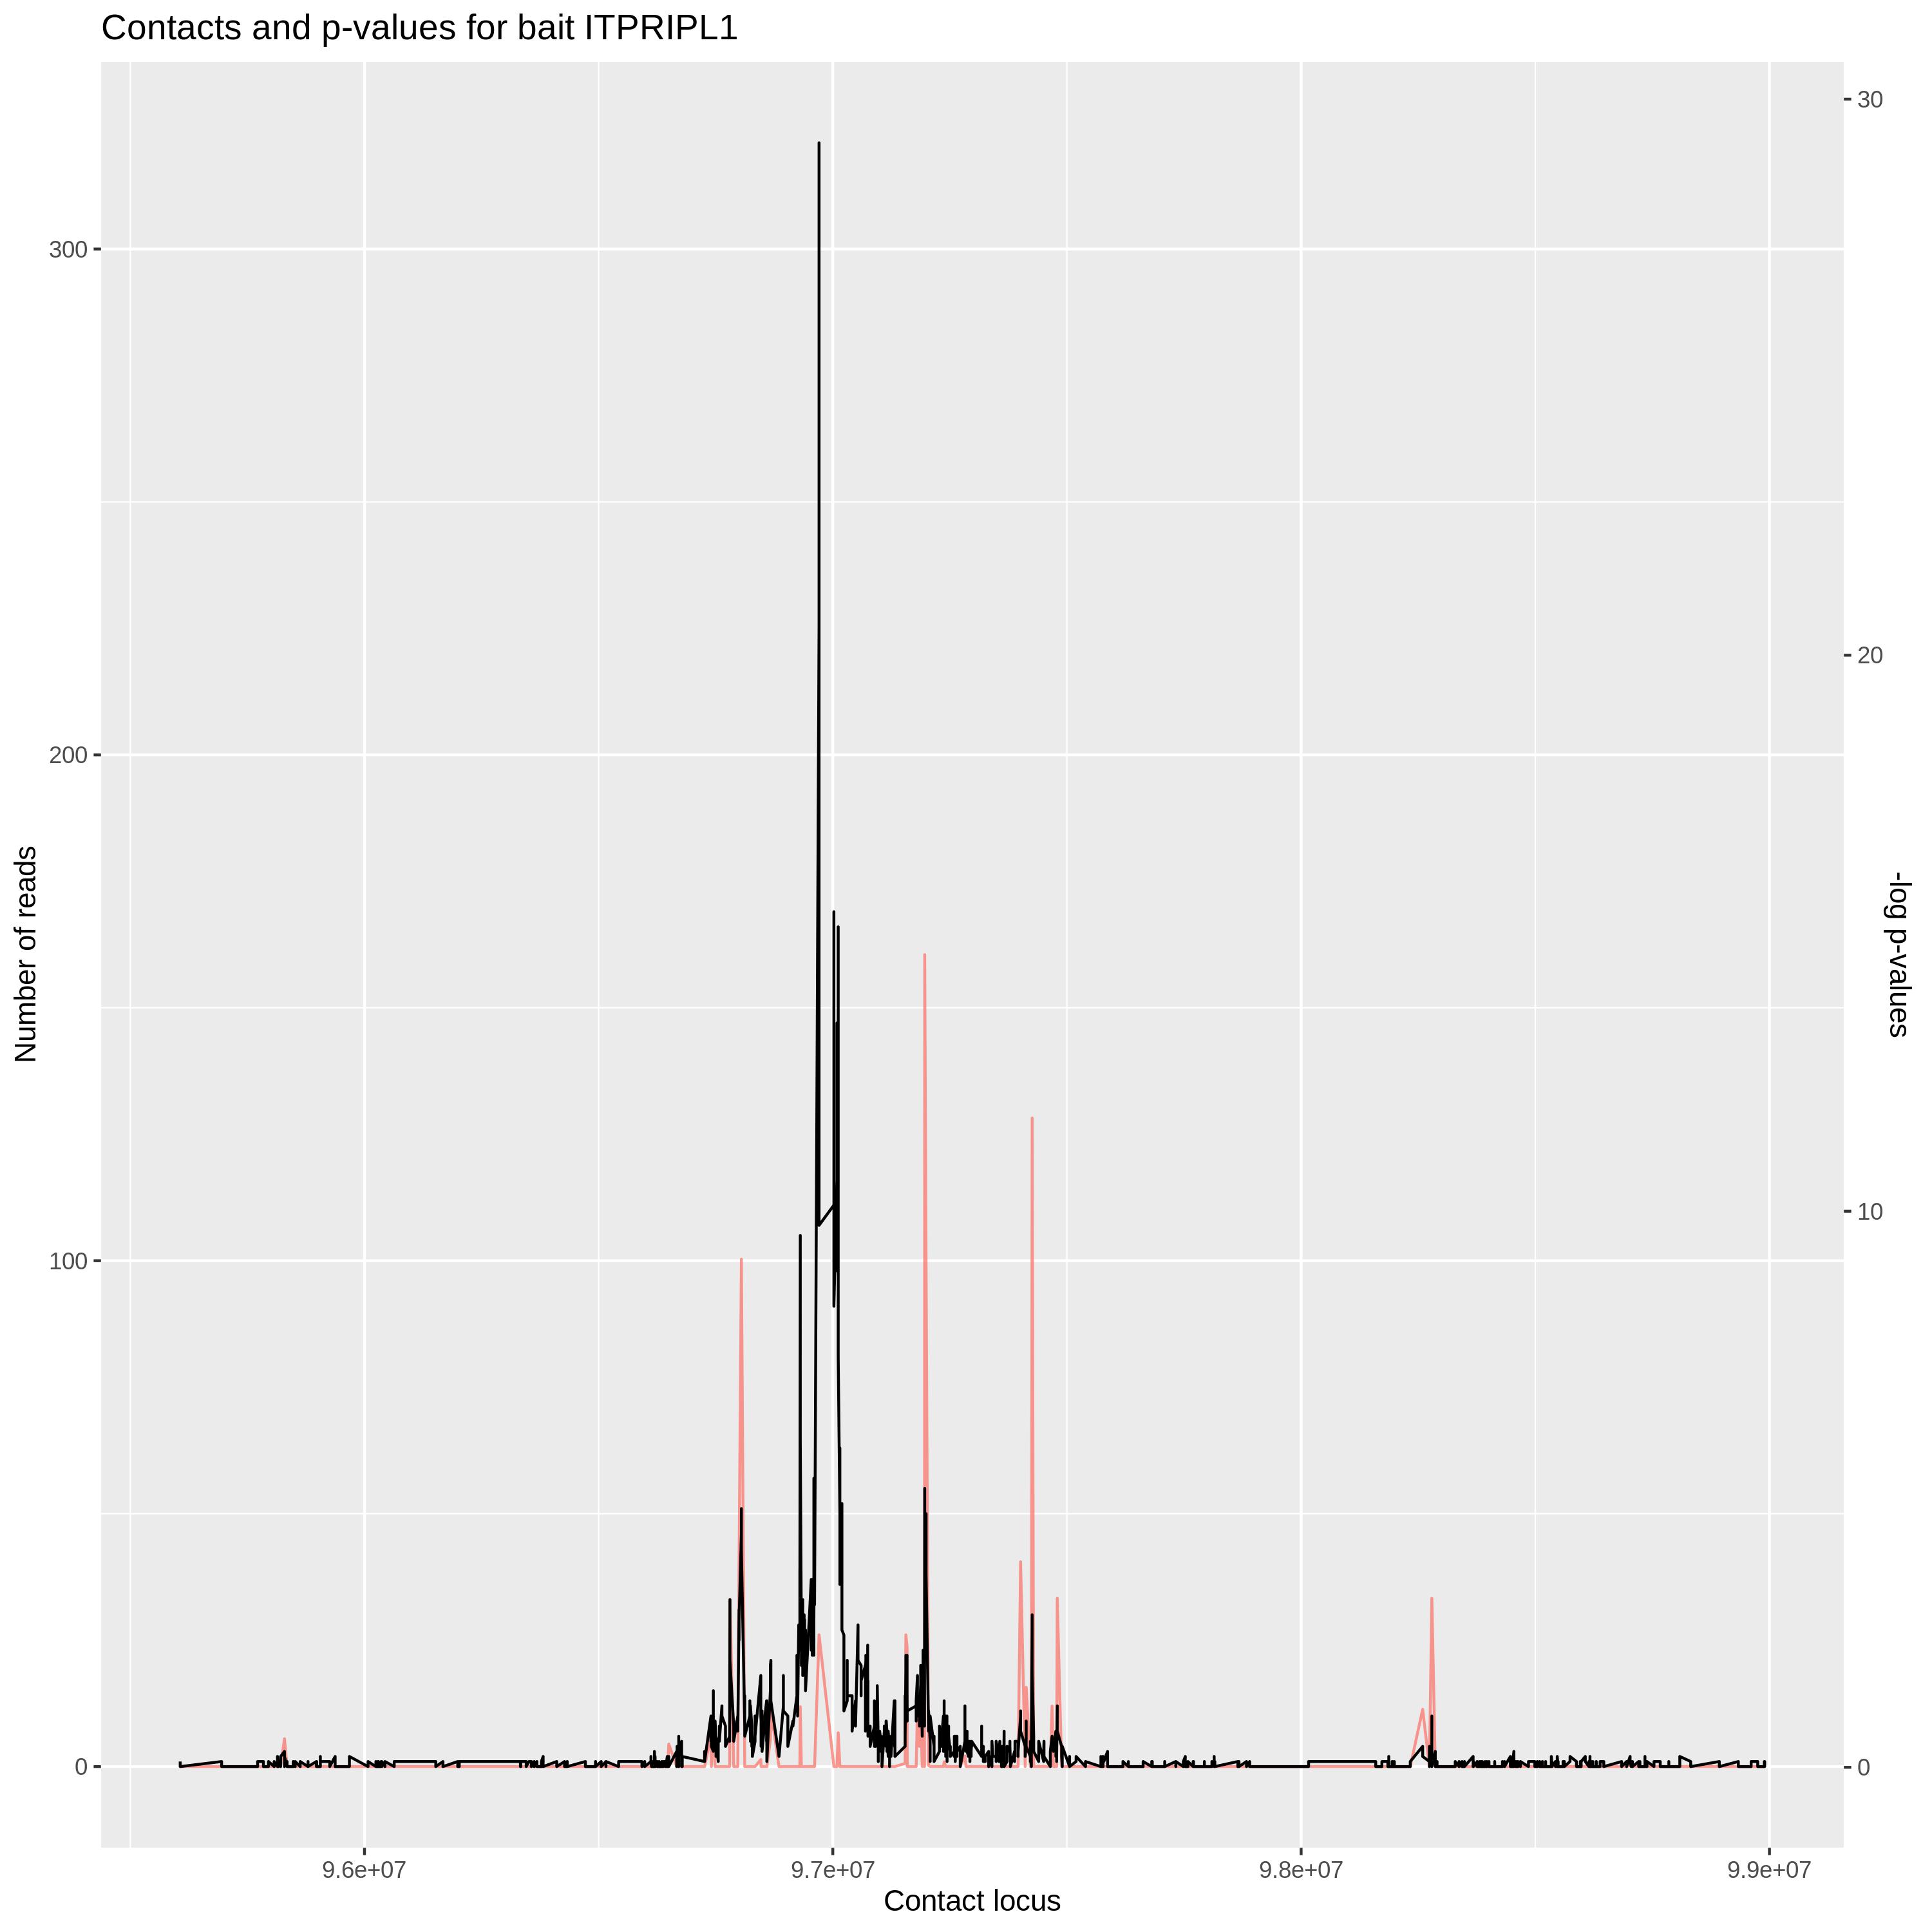 Contacts and p-values for bait ITPRIPL1
300
200
100
0
Number of reads
30
20
10
0
-log p-values
9.6e+07 9.7e+07 9.8e+07 9.9e+07
Contact locus